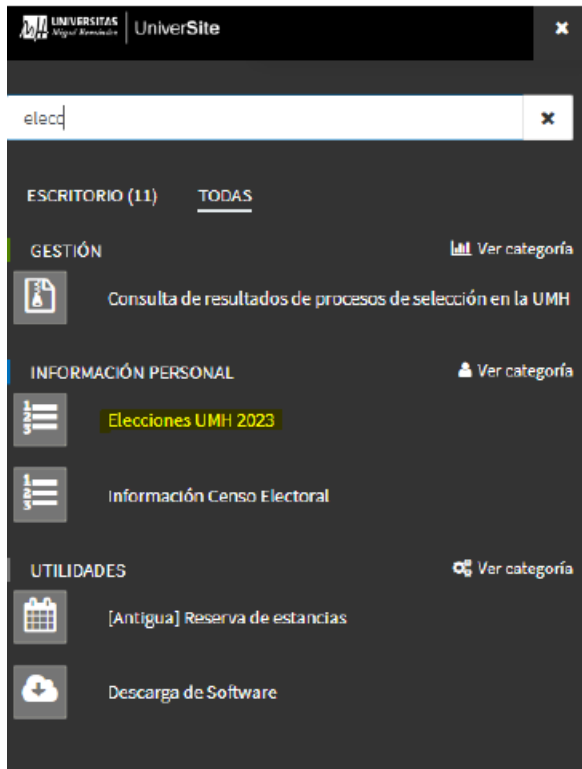 UNIVERSITAS
Miguel Hernández
UniverSite
elecc
ESCRITORIO (11) TODAS
GESTIÓN Ver categoría
Consulta de resultados de procesos de selección en la UMH
INFORMACIÓN PERSONAL Ver categoría
Elecciones UMH 2023
Información Censo Electoral
UTILIDADES Ver categoría
[Antigua] Reserva de estancias
Descarga de Software